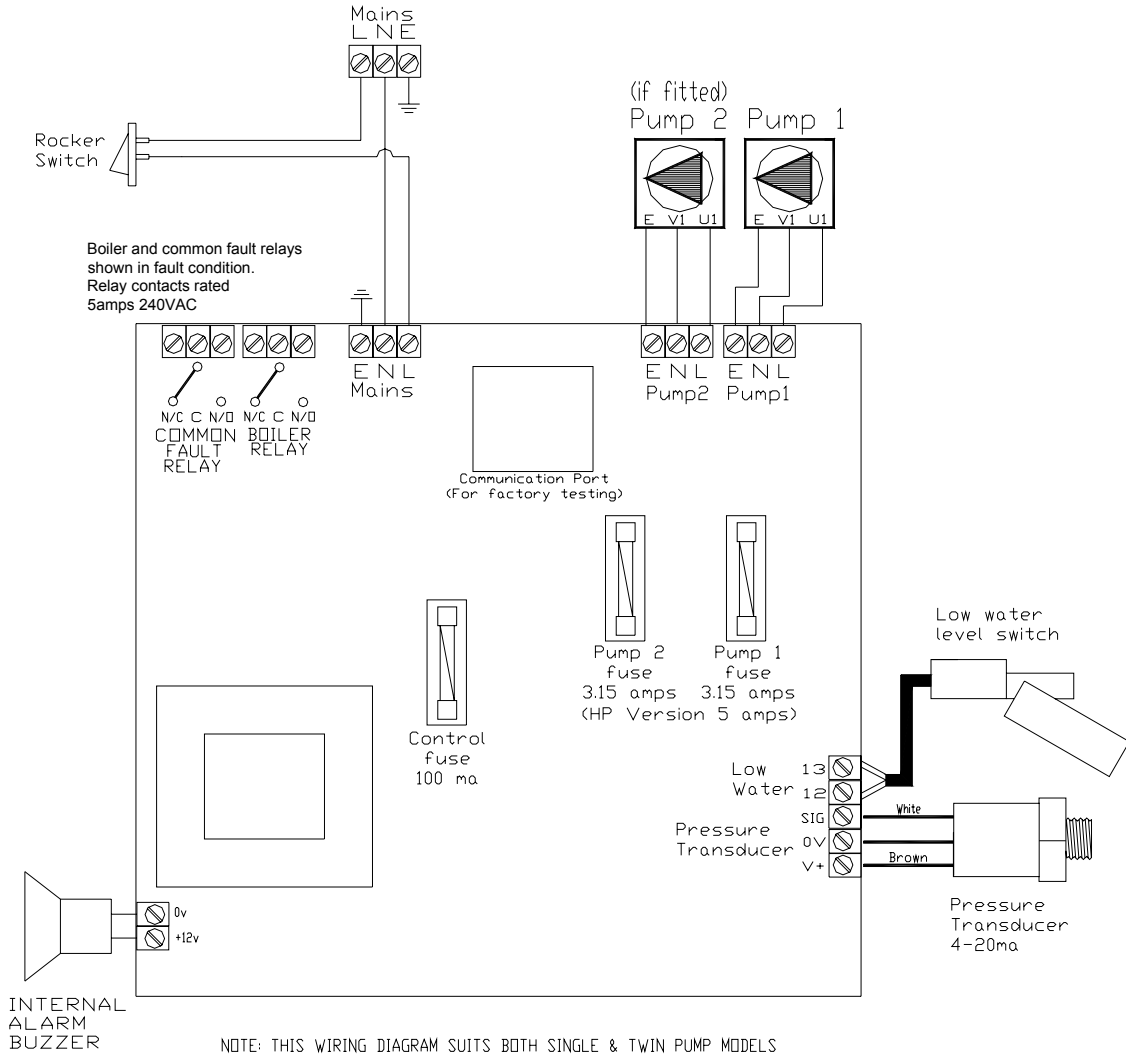 Mains
L N E
Rocker
Switch
(if fitted)
Pump 2
Pump 1
E V1 U1
E V1 U1
Boiler and common fault relays
shown in fault condition.
Relay contacts rated
5amps 240VAC
N/C C N/O
COMMON
FAULT
RELAY
N/C C N/O
BOILER
RELAY
E N L
Mains
E N L
Pump2
E N L
Pump1
Communication Port
(For factory testing)
Pump 2
fuse
3.15 amps
Pump 1
fuse
3.15 amps
(HP Version 5 amps)
Control
fuse
100 ma
Low water
level switch
Low
Water
13
12
Pressure
Transducer
SIG
0V
V+
White
Brown
Pressure
Transducer
4-20ma
0v
+12v
INTERNAL
ALARM
BUZZER
NOTE: THIS WIRING DIAGRAM SUITS BOTH SINGLE & TWIN PUMP MODELS